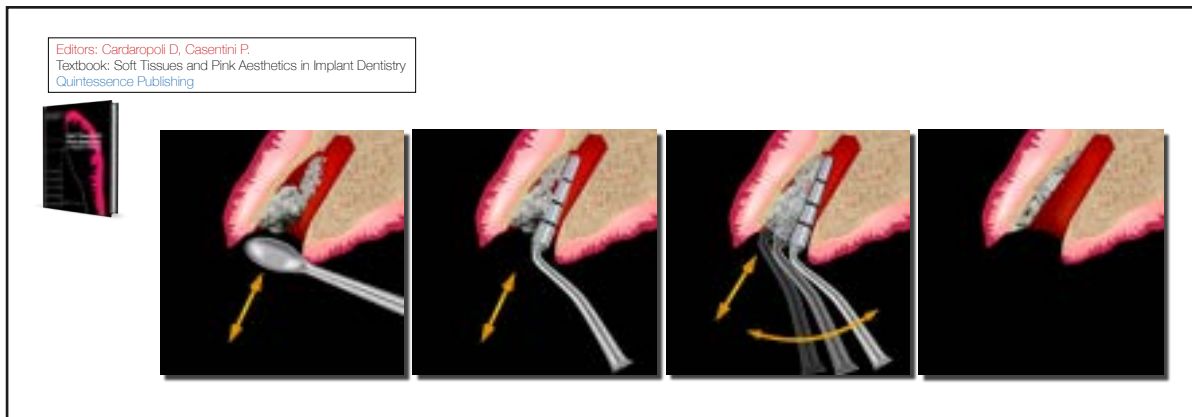 Editors: Cardaropoli D, Casentini P.
Textbook: Soft Tissues and Pink Aesthetics in Implant Dentistry
Quintessence Publishing